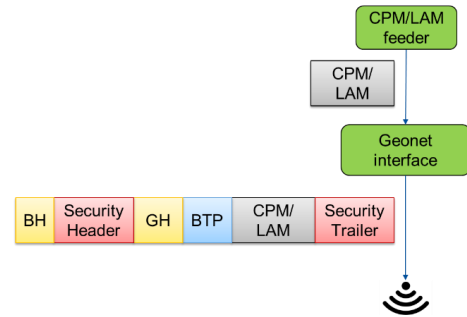 CPM/LAM
feeder
CPM/
LAM
Geonet
interface
BH
Security
Header
GH
BTP
CPM/
LAM
Security
Trailer